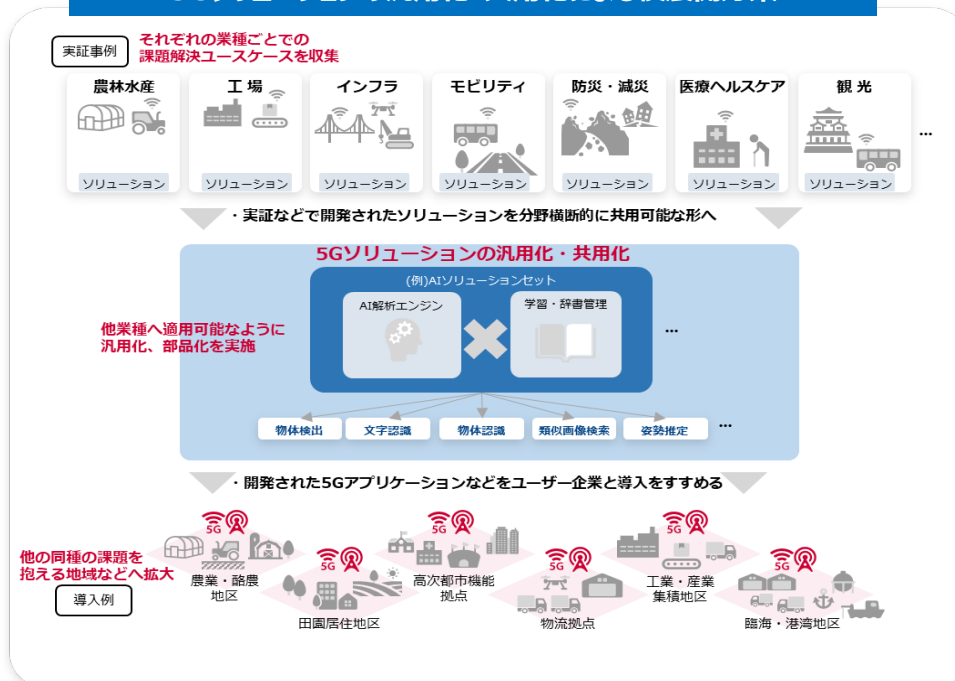 実証事例
それぞれの業種ごとでの
課題解決ユースケースを収集
農林水産
工場
インフラ
モビリティ
防災・減災
医療ヘルスケア
観光
...
ソリューション
ソリューション
ソリューション
ソリューション
ソリューション
ソリューション
ソリューション
・実証などで開発されたソリューションを分野横断的に共用可能な形へ
5Gソリューションの汎用化・共用化
(例)AIソリューションセット
AI解析エンジン
学習・辞書管理
...
他業種へ適用可能なように
汎用化、部品化を実施
物体検出
文字認識
物体認識
類似画像検索
姿勢推定
...
・開発された5Gアプリケーションなどをユーザー企業と導入をすすめる
他の同種の課題を
抱える地域などへ拡大
導入例
5G
5G
5G
5G
5G
5G
農業・酪農
地区
田園居住地区
高次都市機能
拠点
物流拠点
工業・産業
集積地区
臨海・港湾地区